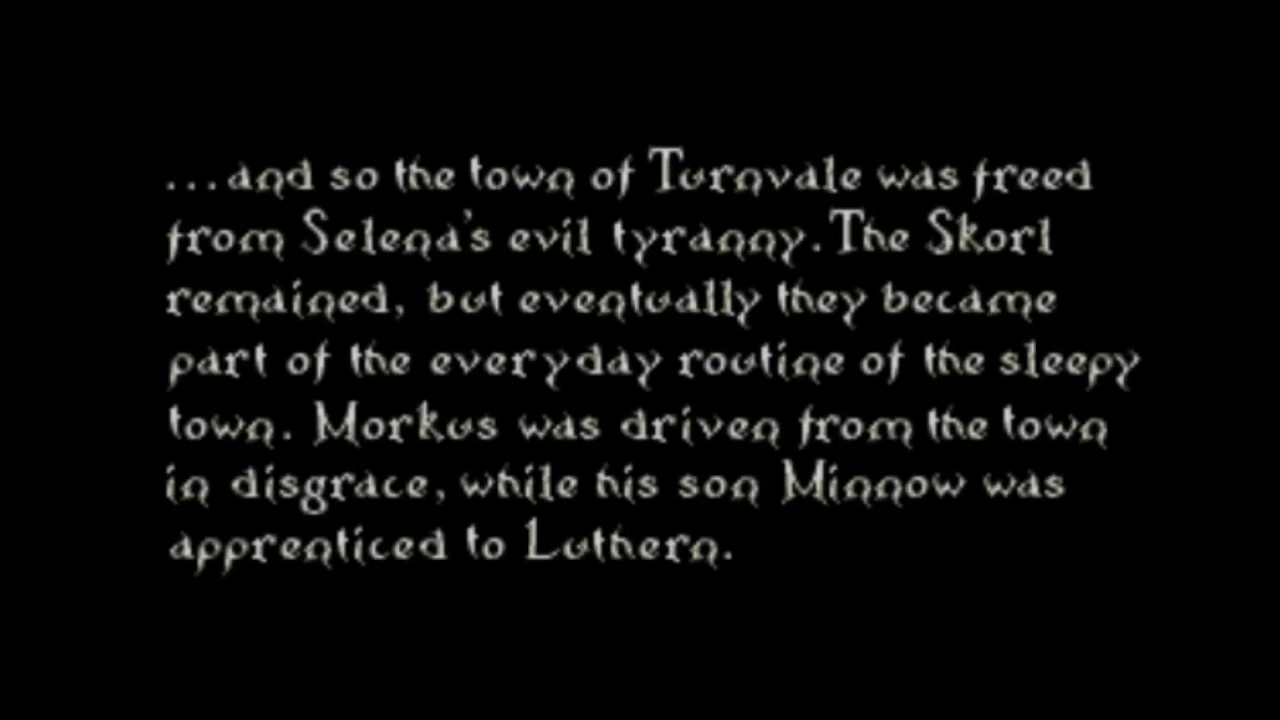 ...and so the town of Turnvale was freed
from Selena's evil tyranny. The Skorl
remained, but eventually they became
part of the everyday routine of the sleepy
town. Morkus was driven from the town
in disgrace, while his son Minnow was
apprenticed to Luthern.